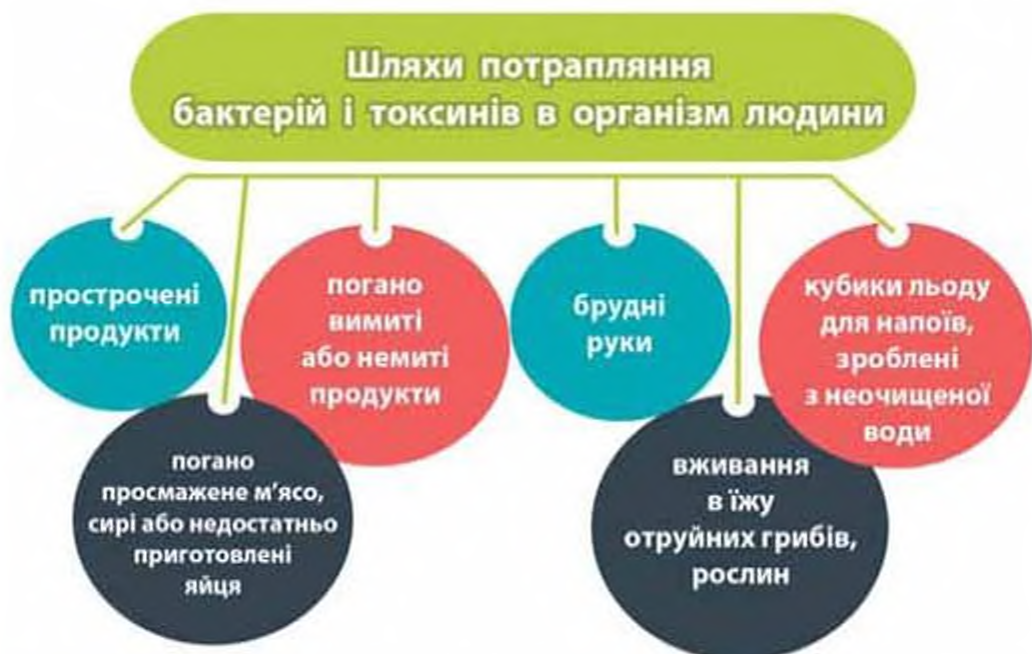 Шляхи потрапляння
бактерій і токсинів в організм людини
прострочені
продукти
погано
просмажене м’ясо,
сирі або недостатньо
приготовлені
яйця
погано
вимиті
або немиті
продукти
брудні
руки
вживання
в їжу
отруйних грибів,
рослин
кубики льоду
для напоїв,
зроблені
з неочищеної
води